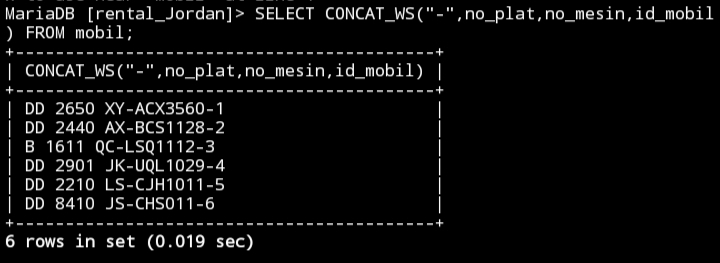 MariaDB [rental_Jordan]> SELECT CONCAT_WS("-",no_plat,no_mesin,id_mobil
) FROM mobil;
+----------------------------------------+
| CONCAT_WS("-",no_plat,no_mesin,id_mobil) |
+----------------------------------------+
| DD 2650 XY-ACX3560-1 |
| DD 2440 AX-BCS1128-2 |
| B 1611 QC-LSQ1112-3 |
| DD 2901 JK-UQL1029-4 |
| DD 2210 LS-CJH1011-5 |
| DD 8410 JS-CHS011-6 |
+----------------------------------------+
6 rows in set (0.019 sec)